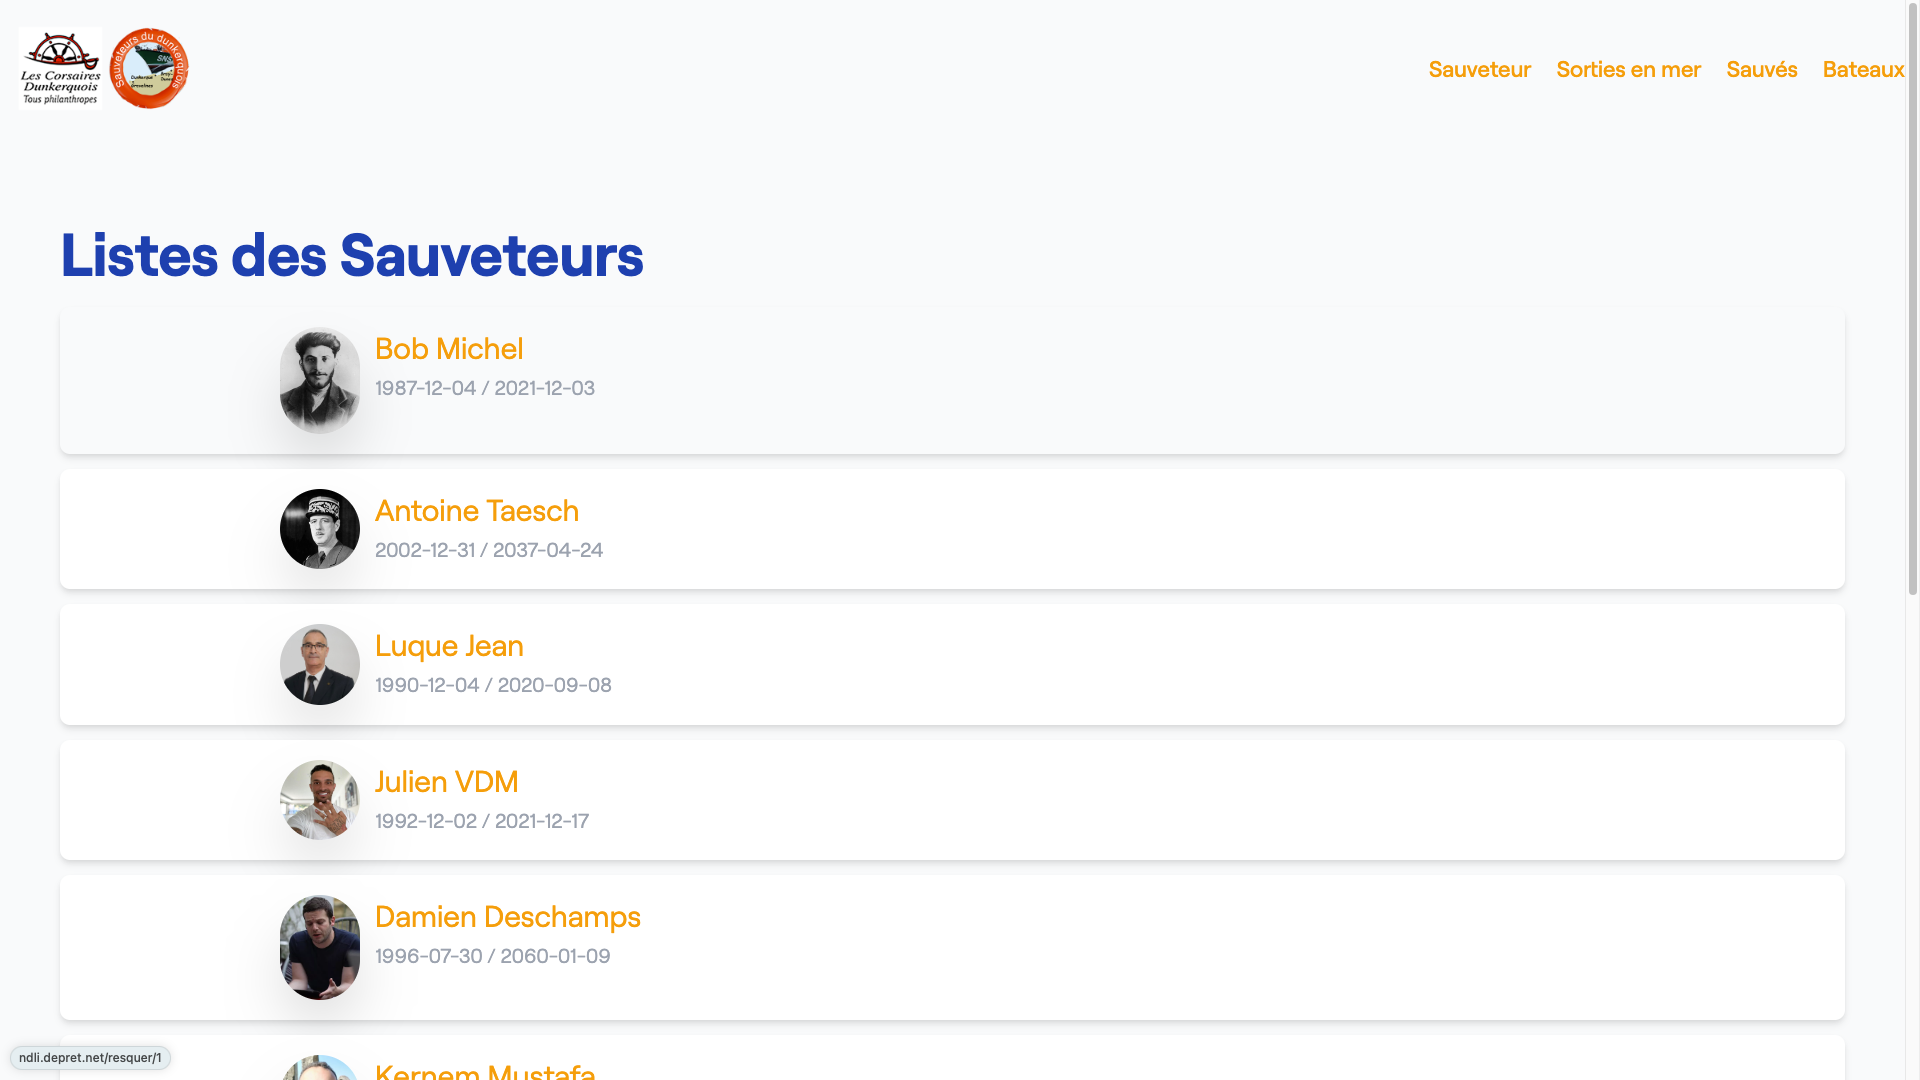 Les Corsaires
Dunkerquois
Tous philanthropes
Sauveteurs du dunkerquois
SNS
Dunkerque
Gravelines
Sauveteur
Sorties en mer
Sauvés
Bateaux
Listes des Sauveteurs
Bob Michel
1987-12-04 / 2021-12-03
Antoine Taesch
2002-12-31 / 2037-04-24
Luque Jean
1990-12-04 / 2020-09-08
Julien VDM
1992-12-02 / 2021-12-17
Damien Deschamps
1996-07-30 / 2060-01-09
Kernem Mustafa
ndli.depret.net/resquer/1